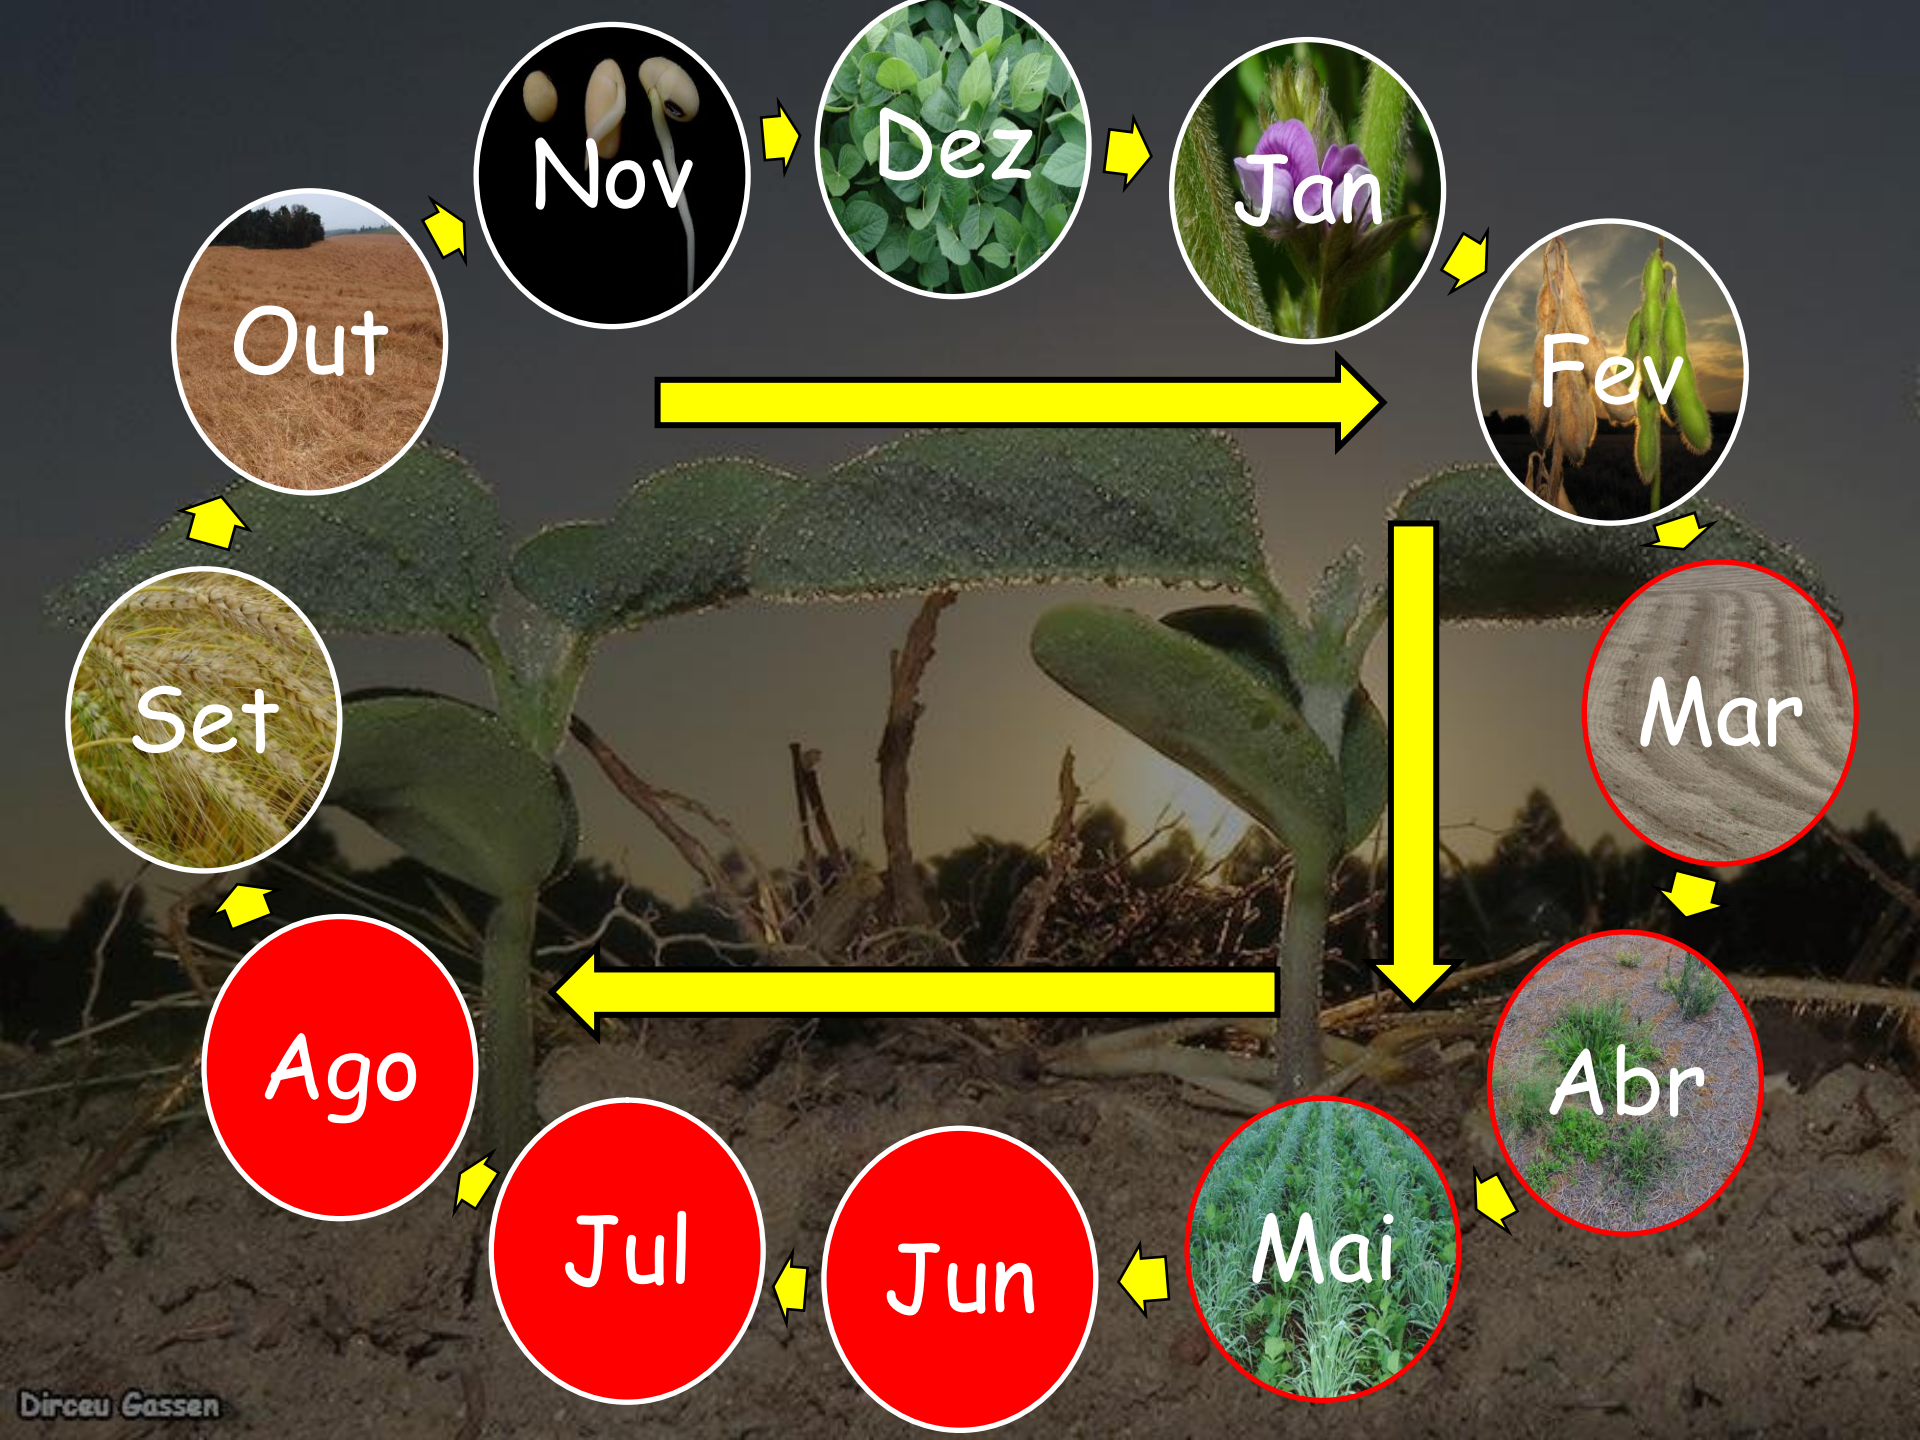 Nov
Dez
Jan
Out
Fev
Set
Mar
Ago
Abr
Jul
Jun
Mai
Dirceu Gassen